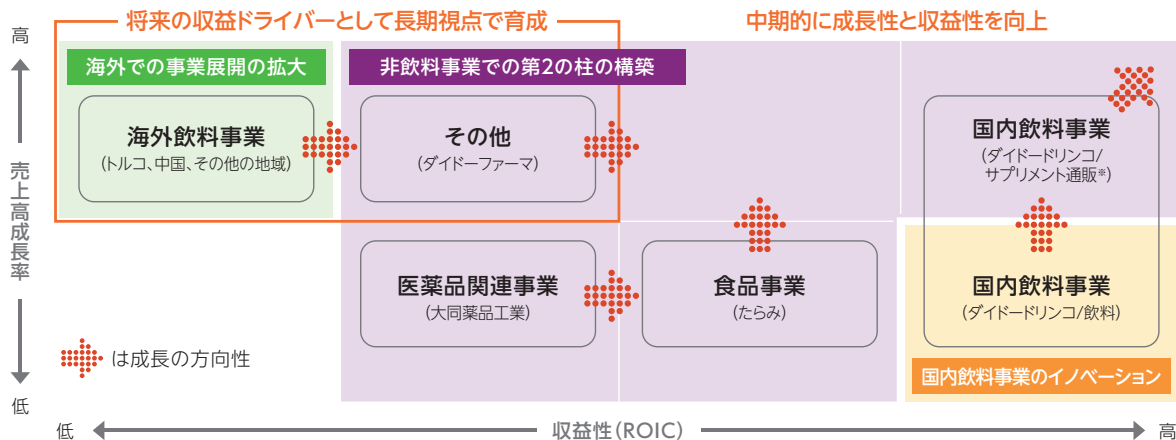 将来の収益ドライバーとして長期視点で育成
中期的に成長性と収益性を向上
高
海外での事業展開の拡大
非飲料事業での第2の柱の構築
海外飲料事業
(トルコ、中国、その他の地域)
その他
(ダイドーファーマ)
国内飲料事業
(ダイドードリンコ/
サプリメント通販※)
売上高成長率
医薬品関連事業
(大同薬品工業)
食品事業
(たらみ)
国内飲料事業
(ダイドードリンコ/飲料)
は成長の方向性
国内飲料事業のイノベーション
低
低
収益性(ROIC)
高